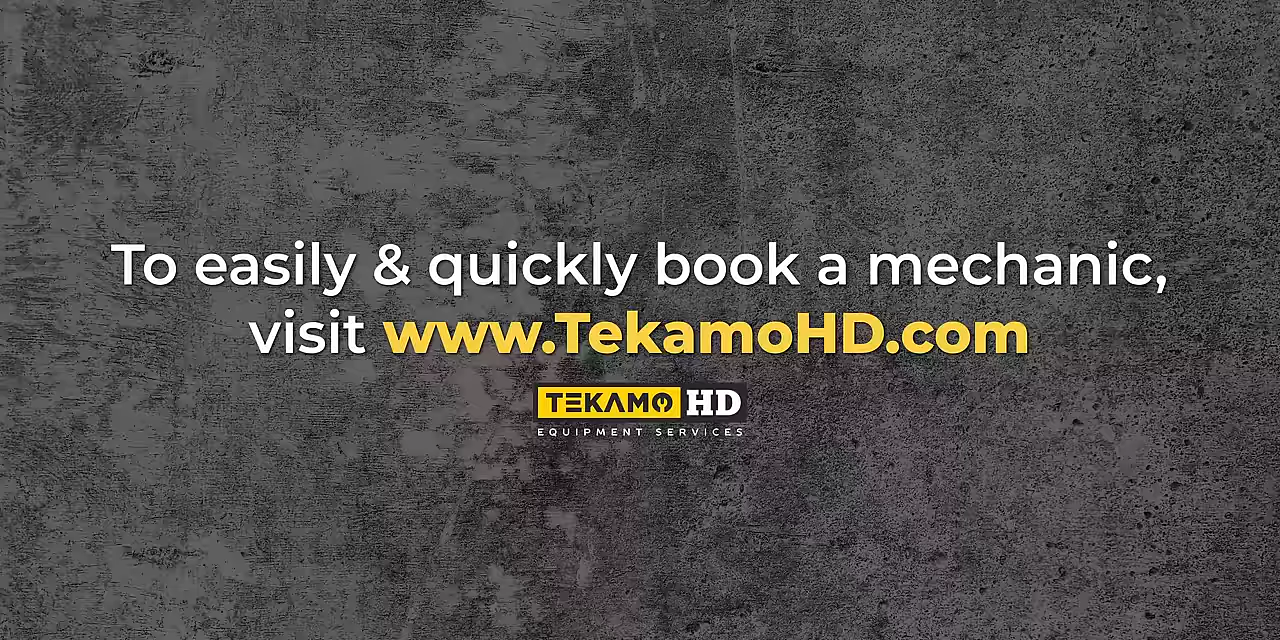 To easily & quickly book a mechanic,
visit www.TekamoHD.com
TEKAMO HD
EQUIPMENT SERVICES